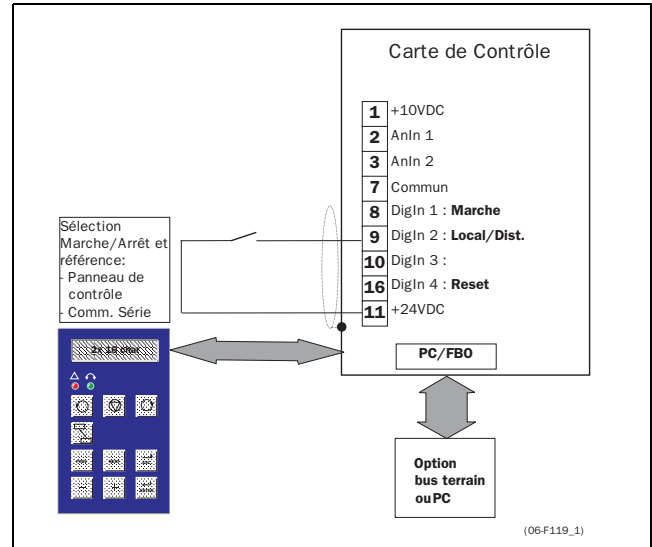 Carte de Contrôle
1 +10VDC
2 AnIn 1
3 AnIn 2
7 Commun
8 DigIn 1 : Marche
9 DigIn 2 : Local/Dist.
10 DigIn 3 :
16 DigIn 4 : Reset
11 +24VDC
PC/FBO
Sélection
Marche/Arrêt et
référence:
- Panneau de
contrôle
- Comm. Série
2x 16 char
Option
bus terrain
ou PC
(06-F119_1)